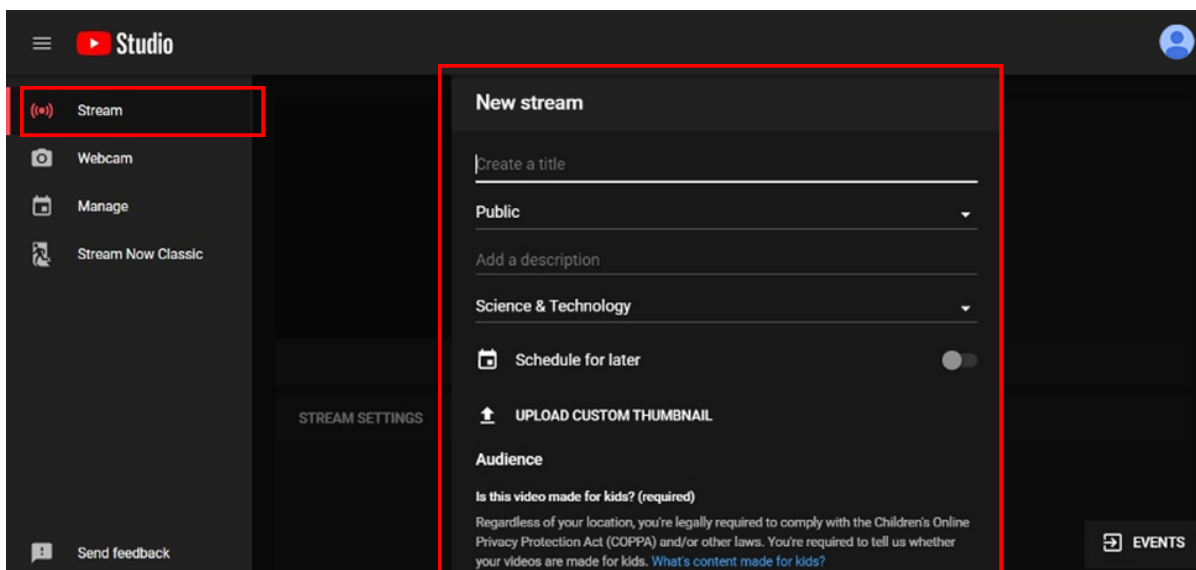 Studio
Stream
Webcam
Manage
Stream Now Classic
Send feedback
STREAM SETTINGS
New stream
Create a title
Public
Add a description
Science & Technology
Schedule for later
UPLOAD CUSTOM THUMBNAIL
Audience
Is this video made for kids? (required)
Regardless of your location, you're legally required to comply with the Children's Online
Privacy Protection Act (COPPA) and/or other laws. You're required to tell us whether
your videos are made for kids. What's content made for kids?
EVENTS